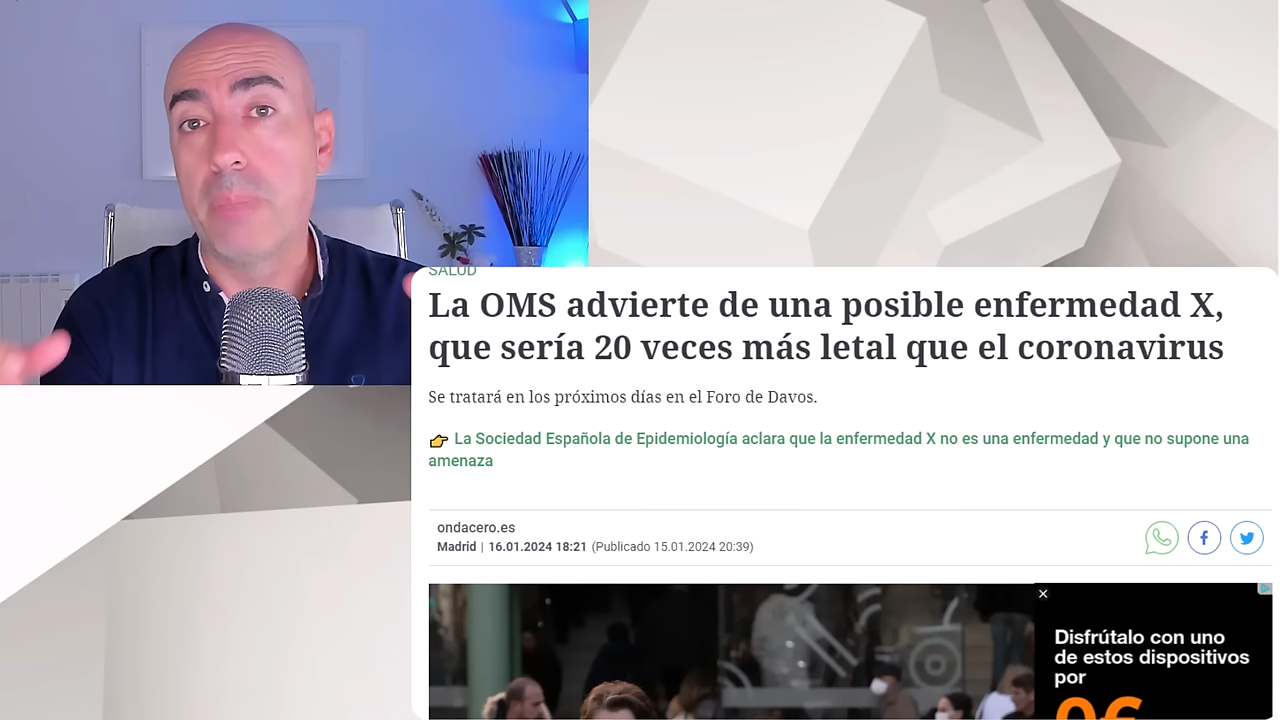 SALUD
La OMS advierte de una posible enfermedad X,
que sería 20 veces más letal que el coronavirus
Se tratará en los próximos días en el Foro de Davos.
👉 La Sociedad Española de Epidemiología aclara que la enfermedad X no es una enfermedad y que no supone una
amenaza
ondacero.es
Madrid | 16.01.2024 18:21 (Publicado 15.01.2024 20:39)
Disfrútalo con uno
de estos dispositivos
por
0€